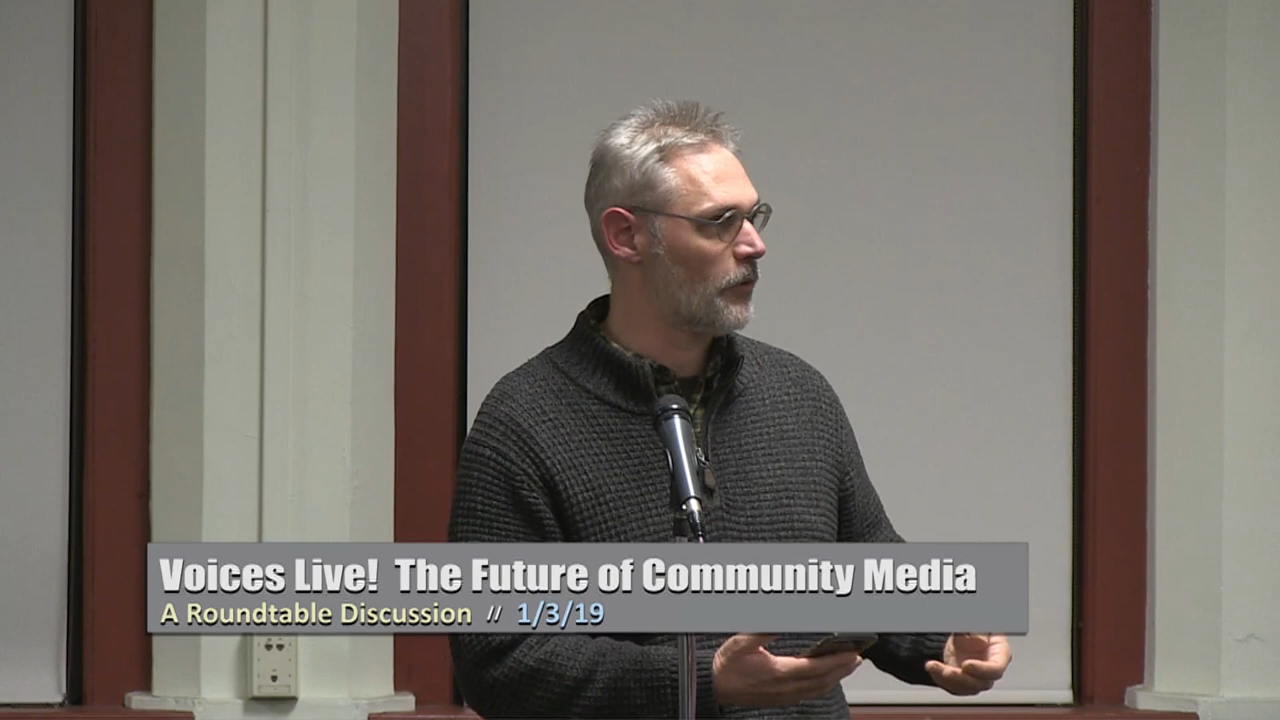 Voices Live! The Future of Community Media
A Roundtable Discussion // 1/3/19